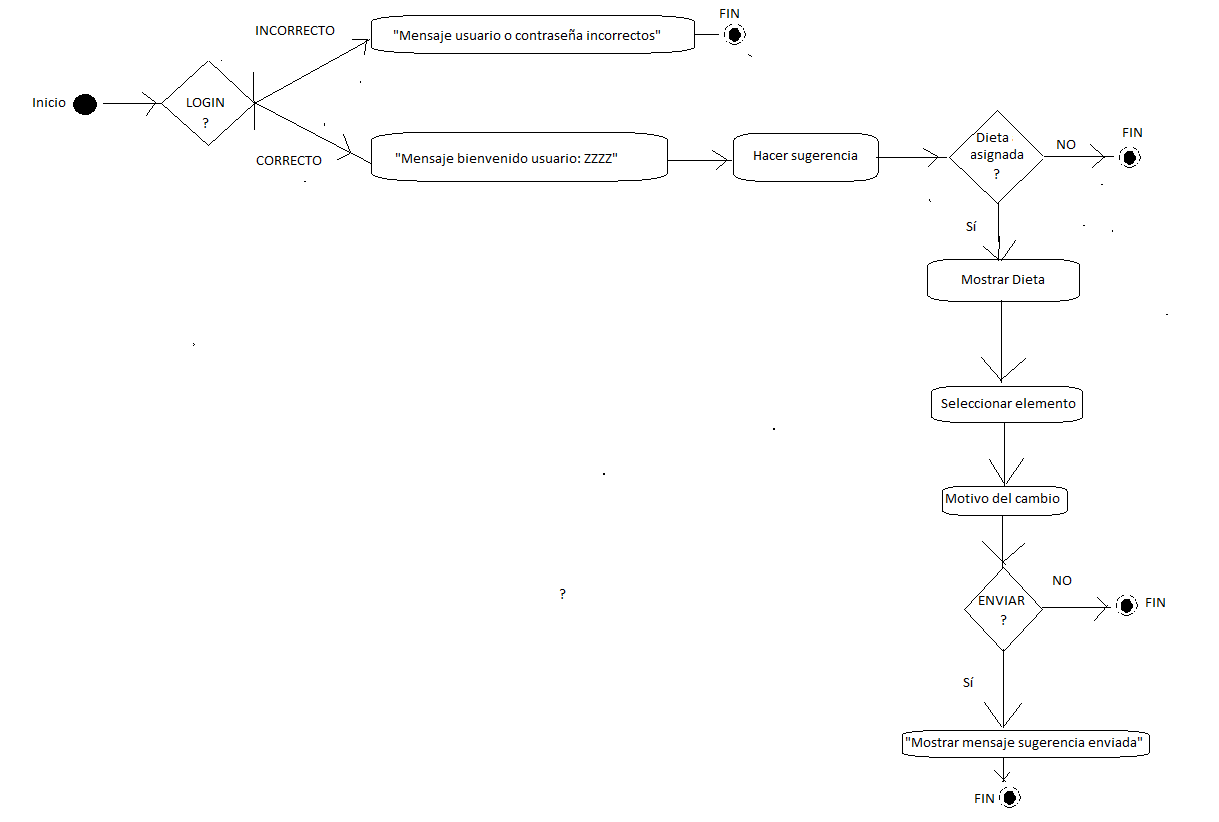 FIN
INCORRECTO
"Mensaje usuario o contraseña incorrectos"
Inicio
LOGIN
?
CORRECTO
"Mensaje bienvenido usuario: ZZZZ"
Hacer sugerencia
Dieta
asignada
?
NO
FIN
Sí
Mostrar Dieta
Seleccionar elemento
Motivo del cambio
?
ENVIAR
?
NO
FIN
Sí
"Mostrar mensaje sugerencia enviada"
FIN